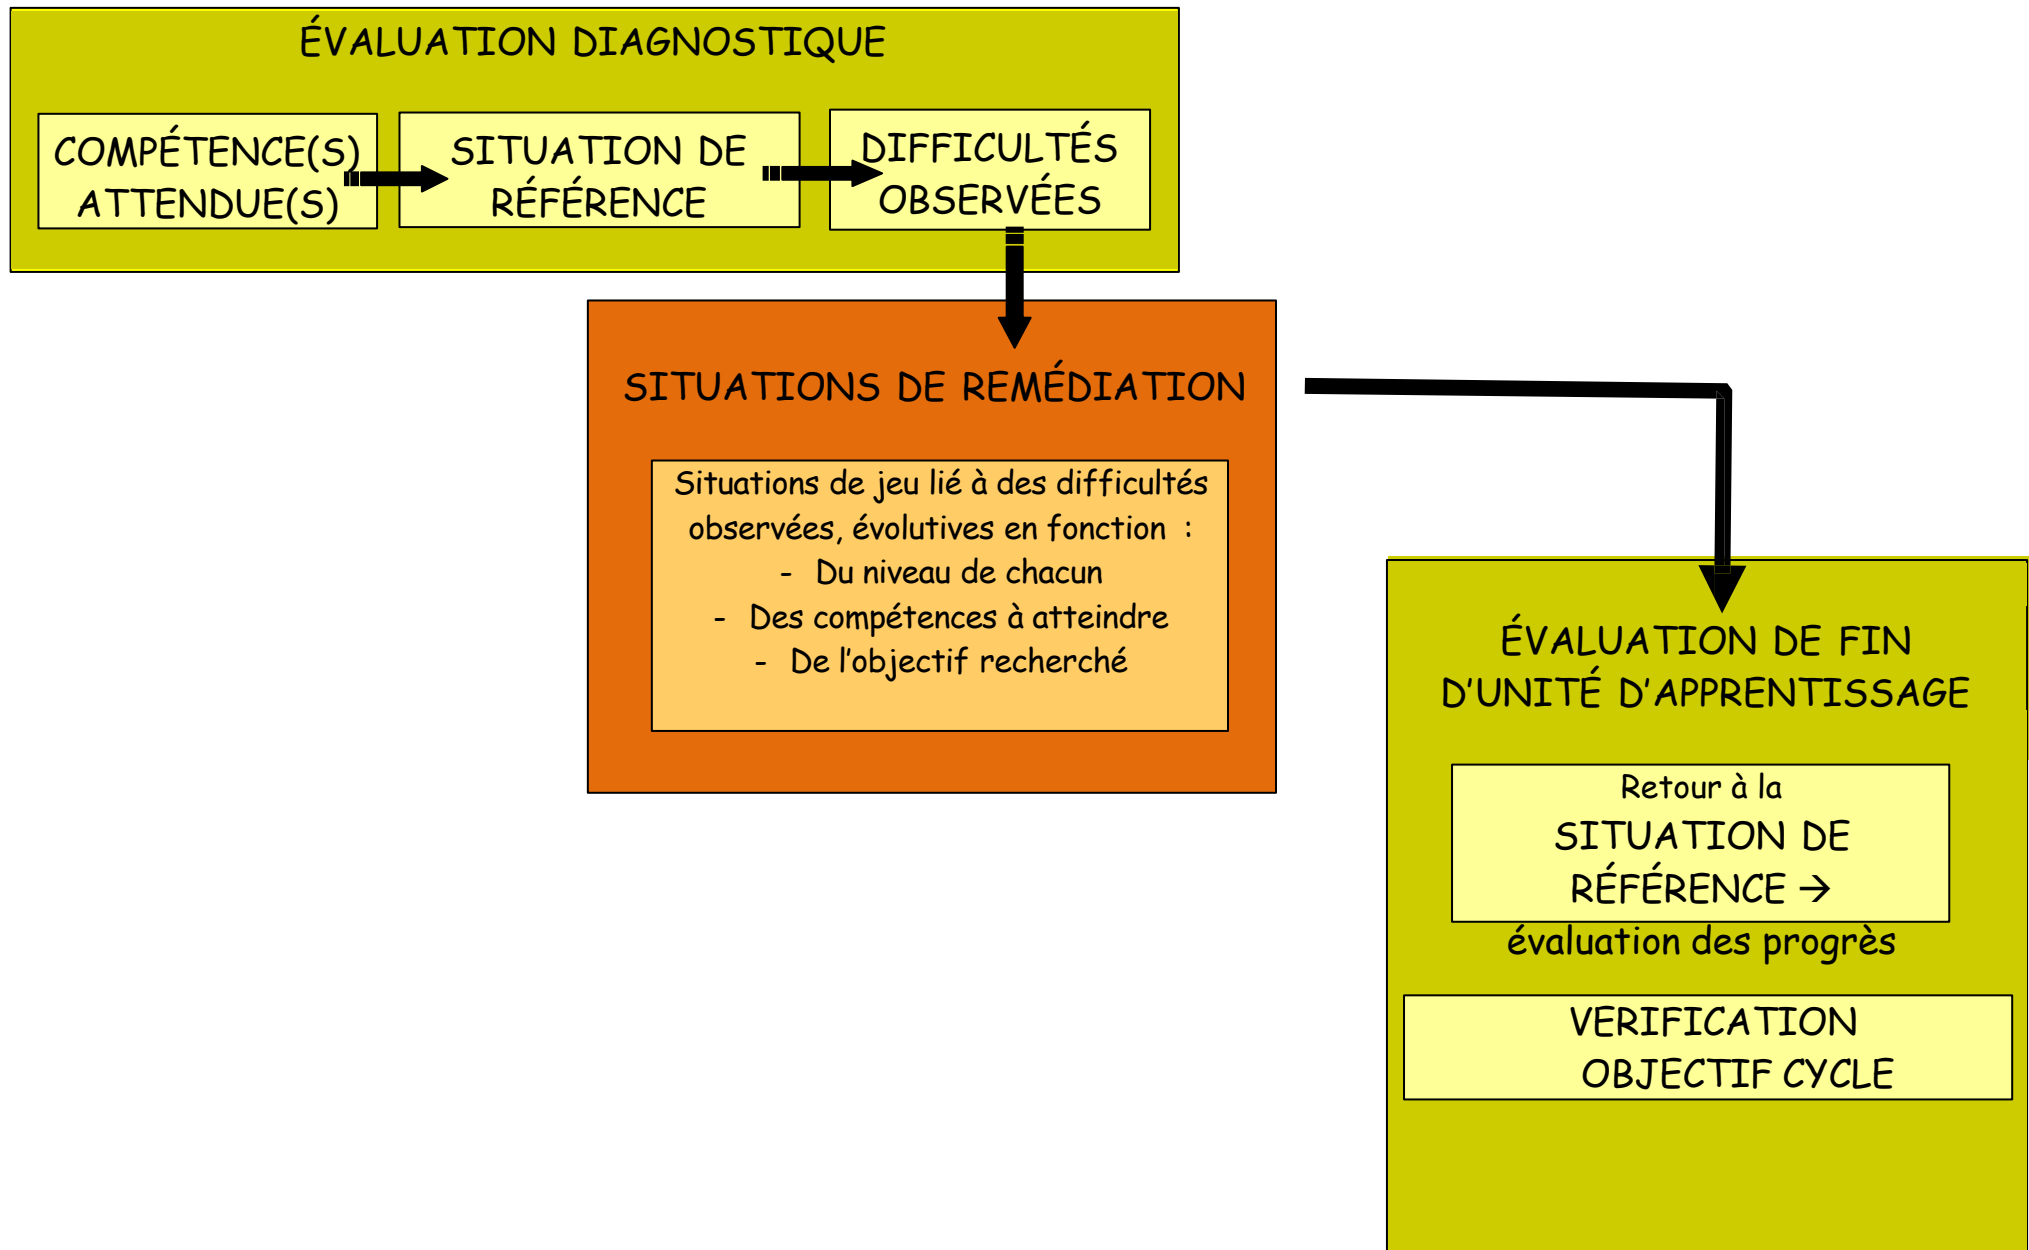 ÉVALUATION DIAGNOSTIQUE
COMPÉTENCE(S)
ATTENDUE(S)
SITUATION DE
RÉFÉRENCE
DIFFICULTÉS
OBSERVÉES
SITUATIONS DE REMÉDIATION
Situations de jeu lié à des difficultés
observées, évolutives en fonction :
- Du niveau de chacun
- Des compétences à atteindre
- De l'objectif recherché
ÉVALUATION DE FIN
D'UNITÉ D'APPRENTISSAGE
Retour à la
SITUATION DE
RÉFÉRENCE →
évaluation des progrès
VERIFICATION
OBJECTIF CYCLE